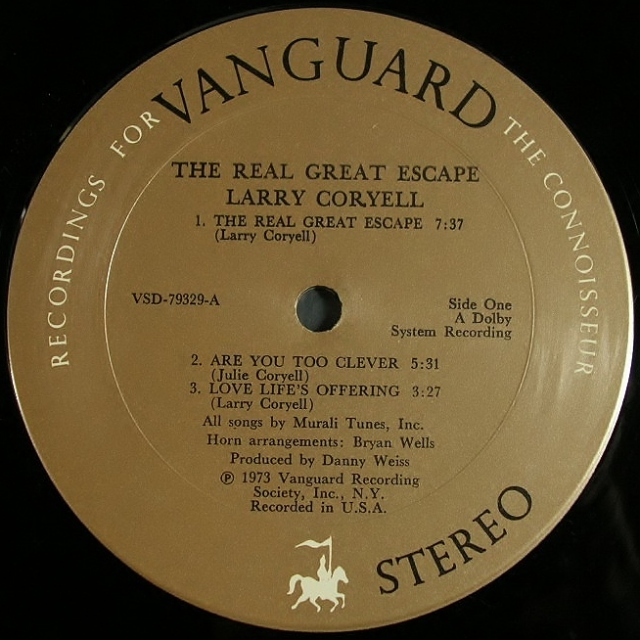 VANGUARD
RECORDINGS FOR THE CONNOISSEUR
THE REAL GREAT ESCAPE
LARRY CORYELL
1. THE REAL GREAT ESCAPE 7:37
(Larry Coryell)
VSD-79329-A
Side One
A Dolby
System Recording
2. ARE YOU TOO CLEVER 5:31
(Julie Coryell)
3. LOVE LIFE'S OFFERING 3:27
(Larry Coryell)
All songs by Murali Tunes, Inc.
Horn arrangements: Bryan Wells
Produced by Danny Weiss
Ⓟ 1973 Vanguard Recording
Society, Inc., N.Y.
Recorded in U.S.A.
STEREO